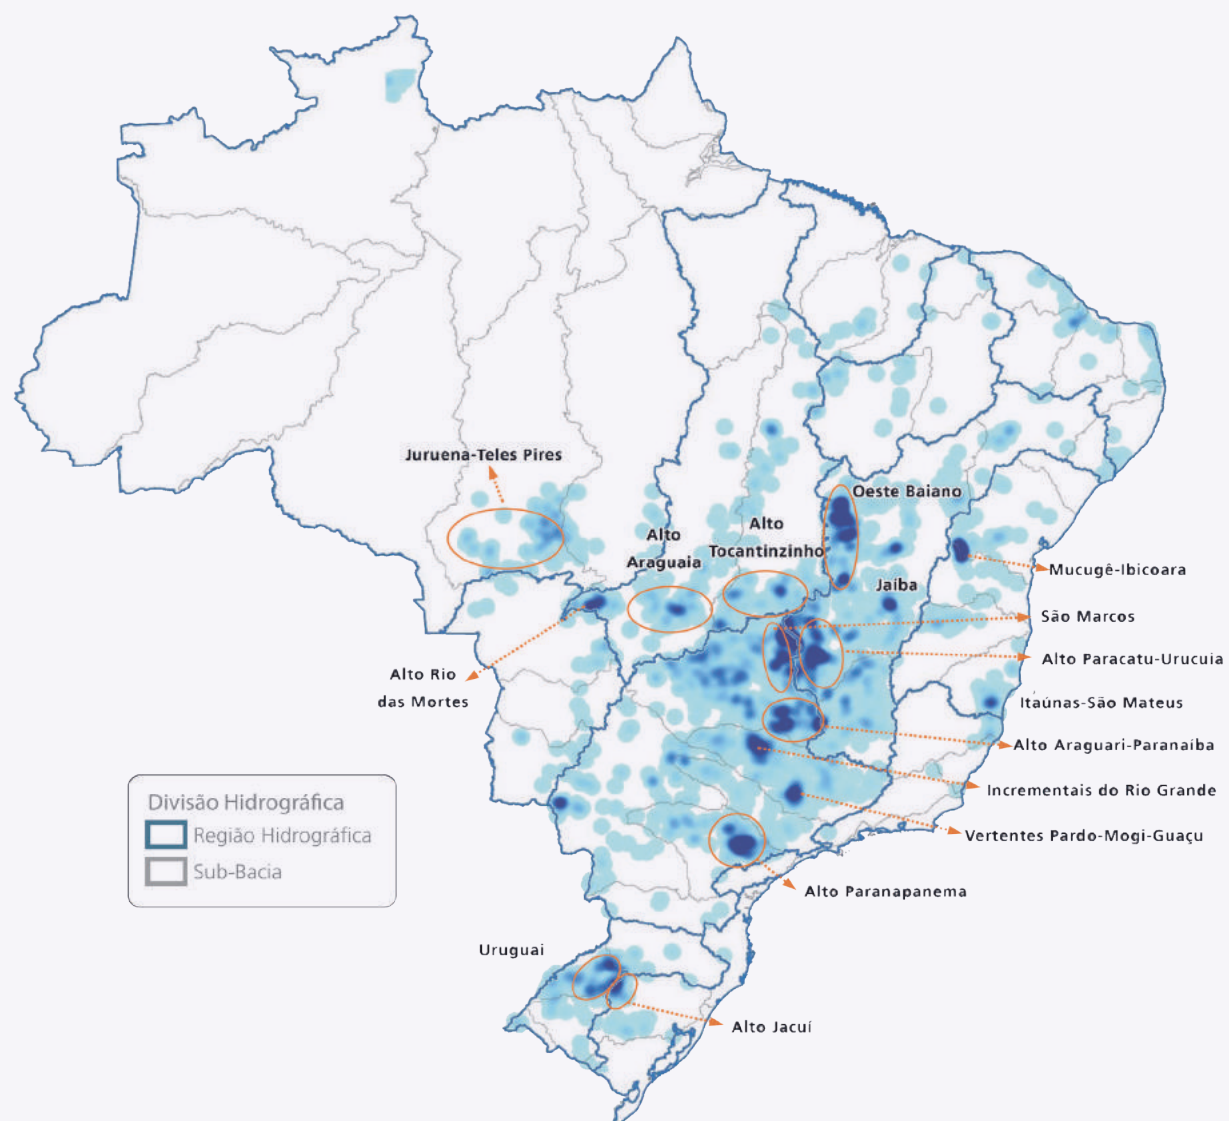 Juruena-Teles Pires
Oeste Baiano
Alto
Tocantinzinho
Alto
Araguaia
Mucugê-Ibicoara
Jaíba
São Marcos
Alto Paracatu-Urucuia
Alto Rio
das Mortes
Itaúnas-São Mateus
Alto Araguari-Paranaíba
Incrementais do Rio Grande
Divisão Hidrográfica
Região Hidrográfica
Sub-Bacia
Vertentes Pardo-Mogi-Guaçu
Alto Paranapanema
Uruguai
Alto Jacuí